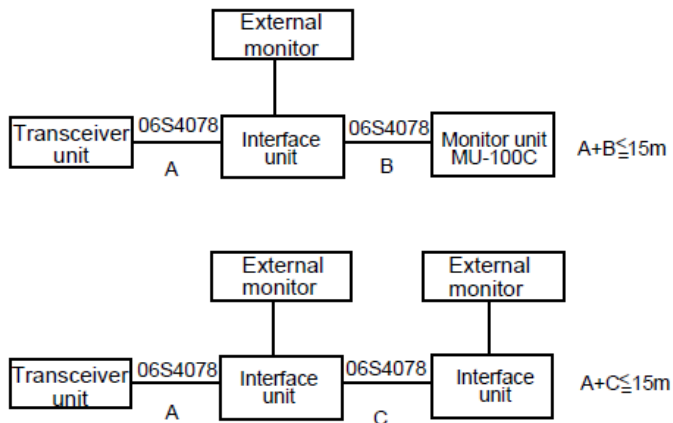 External
monitor
Transceiver
unit
06S4078
A
Interface
unit
06S4078
B
Monitor unit
MU-100C
A+B≦15m
External
monitor
External
monitor
Transceiver
unit
06S4078
A
Interface
unit
06S4078
C
Interface
unit
A+C≦15m